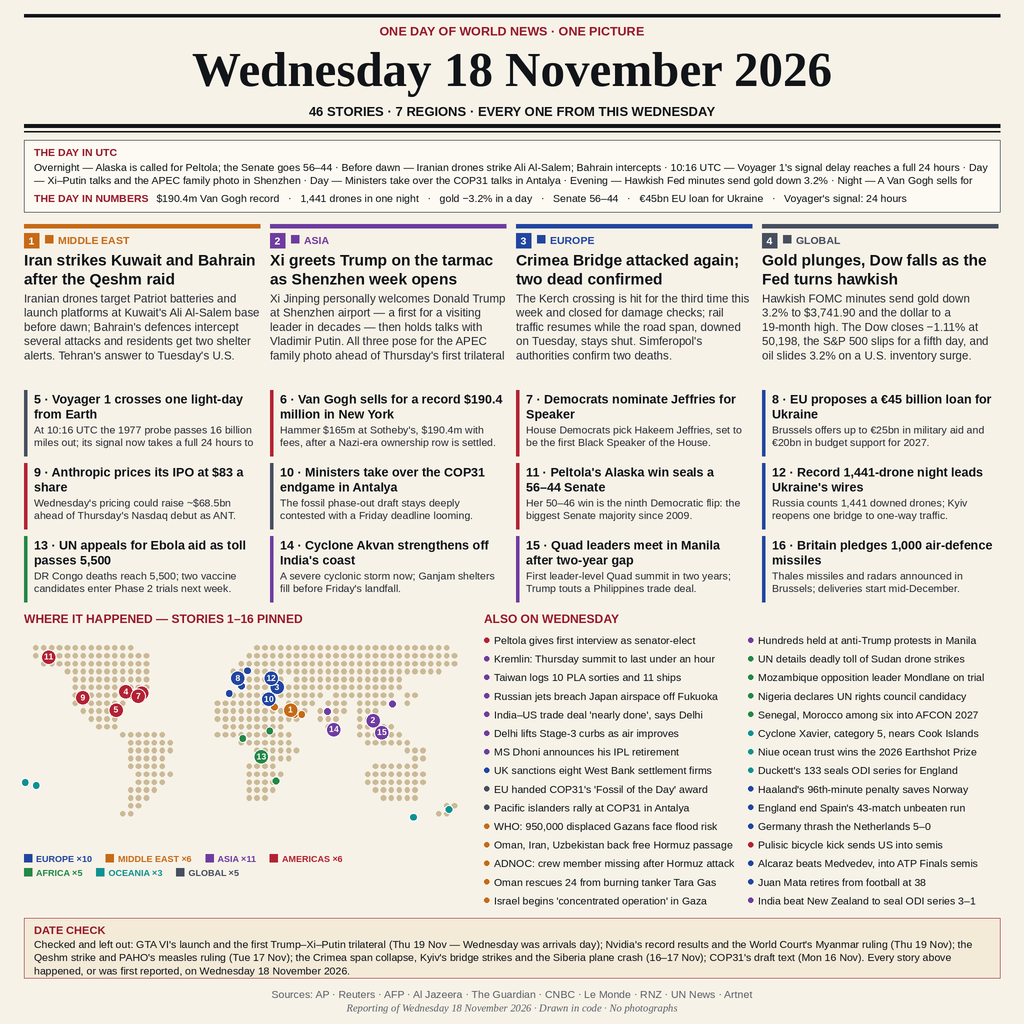 ONE DAY OF WORLD NEWS · ONE PICTURE
Wednesday 18 November 2026
46 STORIES · 7 REGIONS · EVERY ONE FROM THIS WEDNESDAY
THE DAY IN UTC
Overnight — Alaska is called for Peltola; the Senate goes 56–44 · Before dawn — Iranian drones strike Ali Al-Salem; Bahrain intercepts · 10:16 UTC — Voyager 1's signal delay reaches a full 24 hours · Day
— Xi–Putin talks and the APEC family photo in Shenzhen · Day — Ministers take over the COP31 talks in Antalya · Evening — Hawkish Fed minutes send gold down 3.2% · Night — A Van Gogh sells for
THE DAY IN NUMBERS $190.4m Van Gogh record · 1,441 drones in one night · gold −3.2% in a day · Senate 56–44 · €45bn EU loan for Ukraine · Voyager's signal: 24 hours
1 MIDDLE EAST
Iran strikes Kuwait and Bahrain
after the Qeshm raid
Iranian drones target Patriot batteries and
launch platforms at Kuwait's Ali Al-Salem base
before dawn; Bahrain's defences intercept
several attacks and residents get two shelter
alerts. Tehran's answer to Tuesday's U.S.
2 ASIA
Xi greets Trump on the tarmac
as Shenzhen week opens
Xi Jinping personally welcomes Donald Trump
at Shenzhen airport — a first for a visiting
leader in decades — then holds talks with
Vladimir Putin. All three pose for the APEC
family photo ahead of Thursday's first trilateral
3 EUROPE
Crimea Bridge attacked again;
two dead confirmed
The Kerch crossing is hit for the third time this
week and closed for damage checks; rail
traffic resumes while the road span, downed
on Tuesday, stays shut. Simferopol's
authorities confirm two deaths.
4 GLOBAL
Gold plunges, Dow falls as the
Fed turns hawkish
Hawkish FOMC minutes send gold down
3.2% to $3,741.90 and the dollar to a
19-month high. The Dow closes −1.11% at
50,198, the S&P 500 slips for a fifth day, and
oil slides 3.2% on a U.S. inventory surge.
5 · Voyager 1 crosses one light-day
from Earth
At 10:16 UTC the 1977 probe passes 16 billion
miles out; its signal now takes a full 24 hours to
6 · Van Gogh sells for a record $190.4
million in New York
Hammer $165m at Sotheby's, $190.4m with
fees, after a Nazi-era ownership row is settled.
7 · Democrats nominate Jeffries for
Speaker
House Democrats pick Hakeem Jeffries, set to
be the first Black Speaker of the House.
8 · EU proposes a €45 billion loan for
Ukraine
Brussels offers up to €25bn in military aid and
€20bn in budget support for 2027.
9 · Anthropic prices its IPO at $83 a
share
Wednesday's pricing could raise ~$68.5bn
ahead of Thursday's Nasdaq debut as ANT.
10 · Ministers take over the COP31
endgame in Antalya
The fossil phase-out draft stays deeply
contested with a Friday deadline looming.
11 · Peltola's Alaska win seals a
56–44 Senate
Her 50–46 win is the ninth Democratic flip: the
biggest Senate majority since 2009.
12 · Record 1,441-drone night leads
Ukraine's wires
Russia counts 1,441 downed drones; Kyiv
reopens one bridge to one-way traffic.
13 · UN appeals for Ebola aid as toll
passes 5,500
DR Congo deaths reach 5,500; two vaccine
candidates enter Phase 2 trials next week.
14 · Cyclone Akvan strengthens off
India's coast
A severe cyclonic storm now; Ganjam shelters
fill before Friday's landfall.
15 · Quad leaders meet in Manila
after two-year gap
First leader-level Quad summit in two years;
Trump touts a Philippines trade deal.
16 · Britain pledges 1,000 air-defence
missiles
Thales missiles and radars announced in
Brussels; deliveries start mid-December.
WHERE IT HAPPENED — STORIES 1–16 PINNED
11
8
12
3
9
4
7
10
1
5
2
14
15
13
EUROPE ×10 MIDDLE EAST ×6 ASIA ×11 AMERICAS ×6
AFRICA ×5 OCEANIA ×3 GLOBAL ×5
ALSO ON WEDNESDAY
Peltola gives first interview as senator-elect
Kremlin: Thursday summit to last under an hour
Taiwan logs 10 PLA sorties and 11 ships
Russian jets breach Japan airspace off Fukuoka
India–US trade deal 'nearly done', says Delhi
Delhi lifts Stage-3 curbs as air improves
MS Dhoni announces his IPL retirement
UK sanctions eight West Bank settlement firms
EU handed COP31's 'Fossil of the Day' award
Pacific islanders rally at COP31 in Antalya
WHO: 950,000 displaced Gazans face flood risk
Oman, Iran, Uzbekistan back free Hormuz passage
ADNOC: crew member missing after Hormuz attack
Oman rescues 24 from burning tanker Tara Gas
Israel begins 'concentrated operation' in Gaza
Hundreds held at anti-Trump protests in Manila
UN details deadly toll of Sudan drone strikes
Mozambique opposition leader Mondlane on trial
Nigeria declares UN rights council candidacy
Senegal, Morocco among six into AFCON 2027
Cyclone Xavier, category 5, nears Cook Islands
Niue ocean trust wins the 2026 Earthshot Prize
Duckett's 133 seals ODI series for England
Haaland's 96th-minute penalty saves Norway
England end Spain's 43-match unbeaten run
Germany thrash the Netherlands 5–0
Pulisic bicycle kick sends US into semis
Alcaraz beats Medvedev, into ATP Finals semis
Juan Mata retires from football at 38
India beat New Zealand to seal ODI series 3–1
DATE CHECK
Checked and left out: GTA VI's launch and the first Trump–Xi–Putin trilateral (Thu 19 Nov — Wednesday was arrivals day); Nvidia's record results and the World Court's Myanmar ruling (Thu 19 Nov); the
Qeshm strike and PAHO's measles ruling (Tue 17 Nov); the Crimea span collapse, Kyiv's bridge strikes and the Siberia plane crash (16–17 Nov); COP31's draft text (Mon 16 Nov). Every story above
happened, or was first reported, on Wednesday 18 November 2026.
Sources: AP · Reuters · AFP · Al Jazeera · The Guardian · CNBC · Le Monde · RNZ · UN News · Artnet
Reporting of Wednesday 18 November 2026 · Drawn in code · No photographs